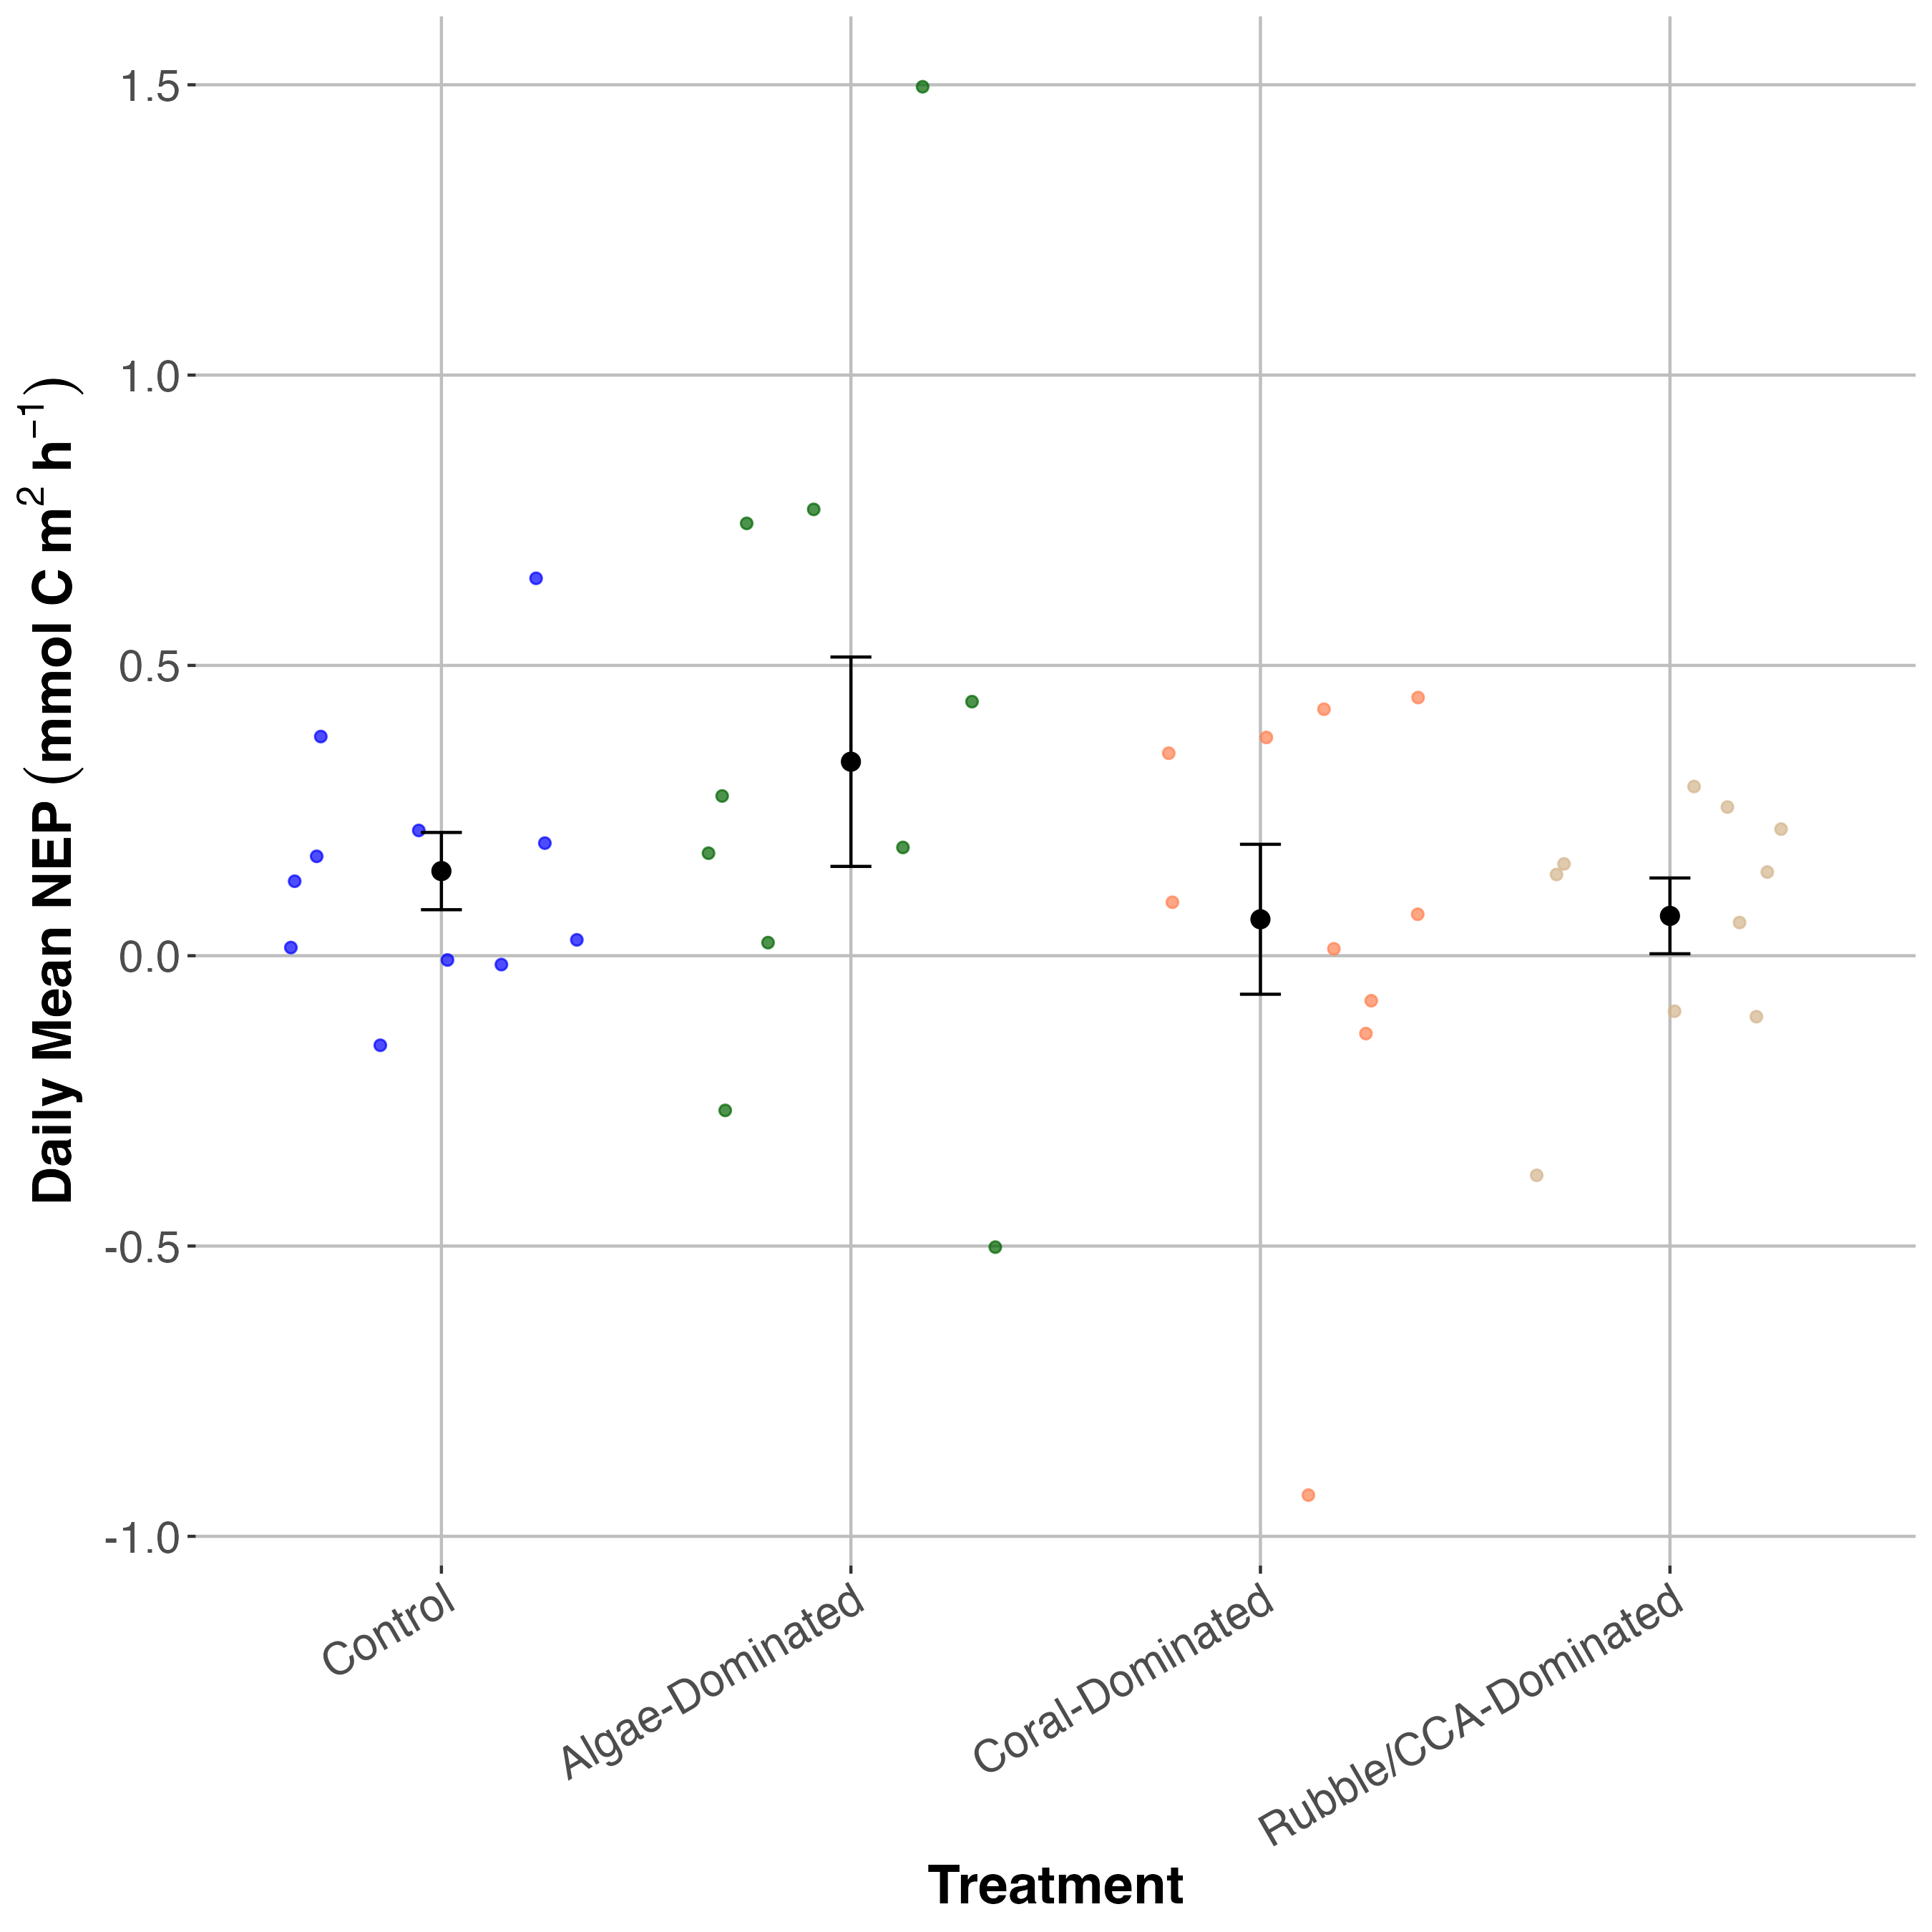 Daily Mean NEP (mmol C m² h⁻¹)
1.5
1.0
0.5
0.0
-0.5
-1.0
Control
Algae-Dominated
Coral-Dominated
Rubble/CCA-Dominated
Treatment